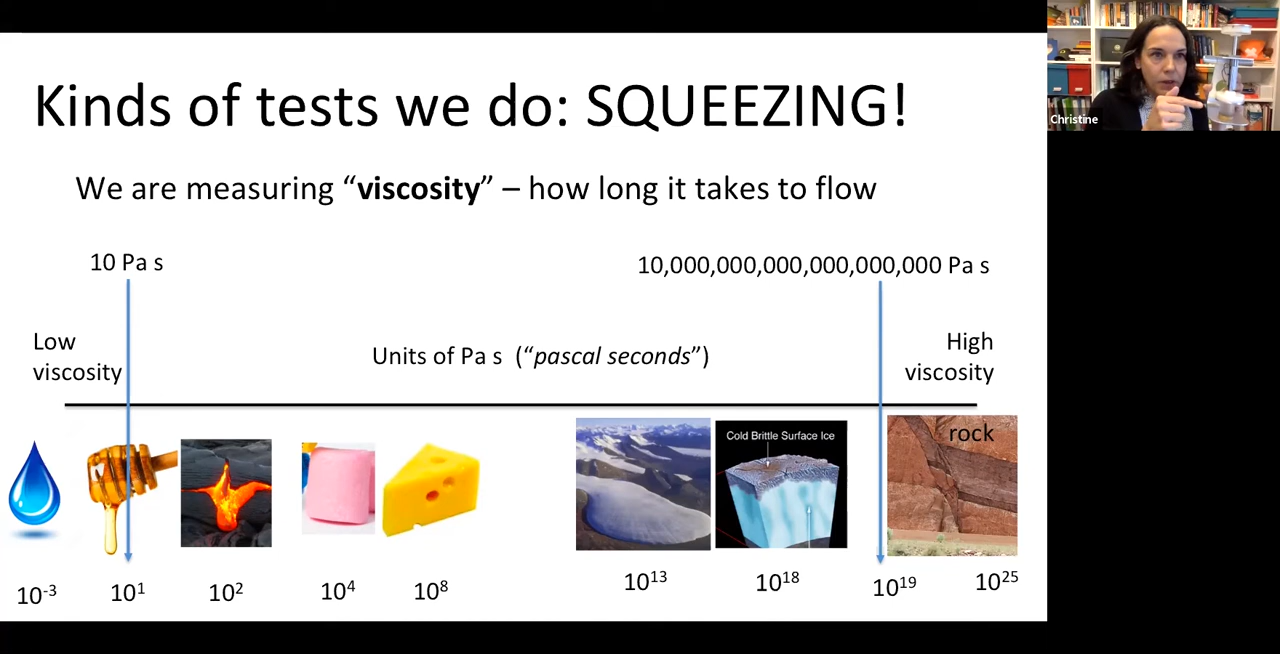 Kinds of tests we do: SQUEEZING!
We are measuring “viscosity” – how long it takes to flow
10 Pa s
10,000,000,000,000,000,000 Pa s
Low
viscosity
Units of Pa s (“pascal seconds”)
High
viscosity
Cold Brittle Surface Ice
rock
10⁻³ 10¹ 10² 10⁴ 10⁸ 10¹³ 10¹⁸ 10¹⁹ 10²⁵
Christine